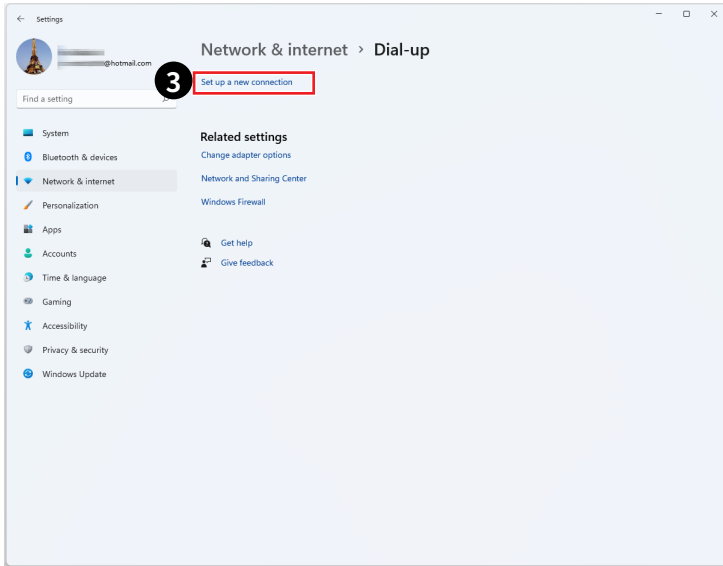 Settings
@hotmail.com
Find a setting
System
Bluetooth & devices
Network & internet
Personalization
Apps
Accounts
Time & language
Gaming
Accessibility
Privacy & security
Windows Update
Network & internet > Dial-up
3
Set up a new connection
Related settings
Change adapter options
Network and Sharing Center
Windows Firewall
Get help
Give feedback